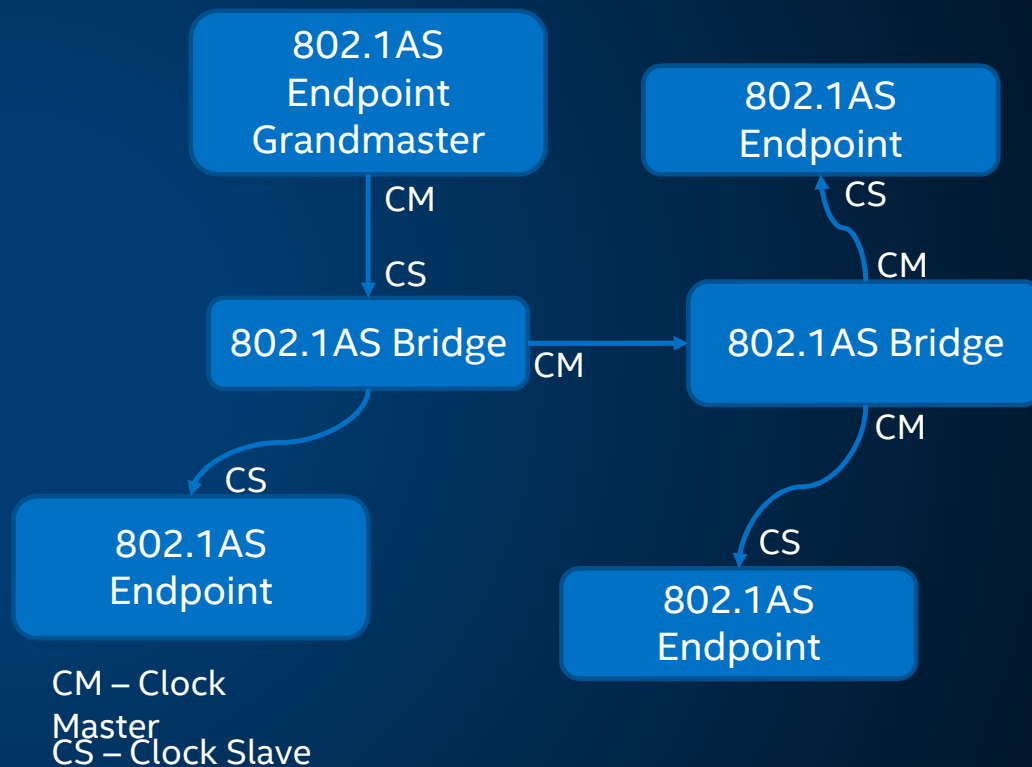 802.1AS
Endpoint
Grandmaster
802.1AS
Endpoint
CM
CS
CS
CM
802.1AS Bridge
CM
802.1AS Bridge
CM
CS
802.1AS
Endpoint
CS
802.1AS
Endpoint
CM – Clock
Master
CS – Clock Slave